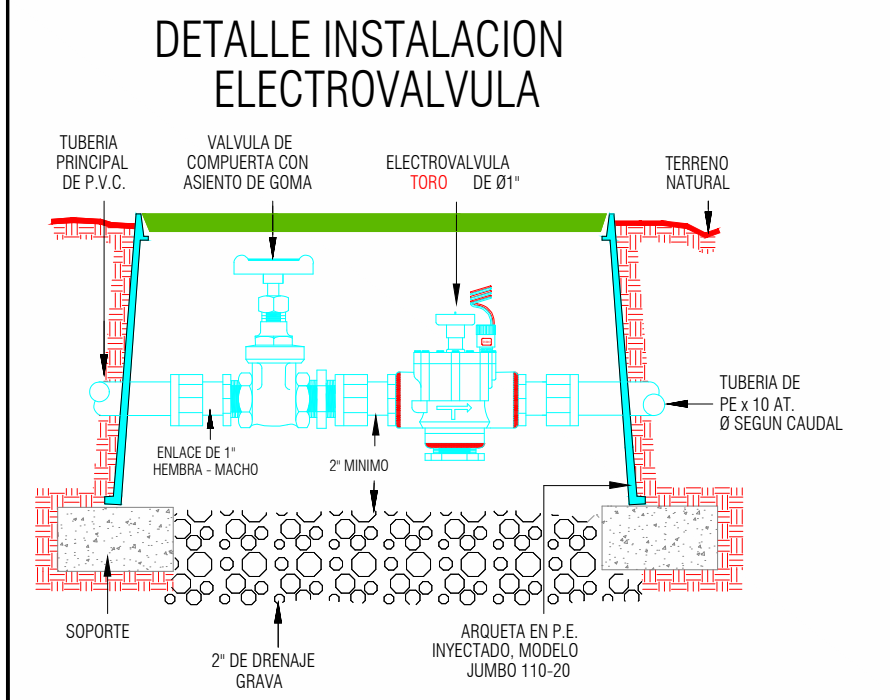 DETALLE INSTALACION
ELECTROVALVULA
TUBERIA
PRINCIPAL
DE P.V.C.
VALVULA DE
COMPUERTA CON
ASIENTO DE GOMA
ELECTROVALVULA
TORO DE Ø1"
TERRENO
NATURAL
TUBERIA DE
PE x 10 AT.
Ø SEGUN CAUDAL
ENLACE DE 1"
HEMBRA - MACHO
2" MINIMO
SOPORTE
2" DE DRENAJE
GRAVA
ARQUETA EN P.E.
INYECTADO, MODELO
JUMBO 110-20